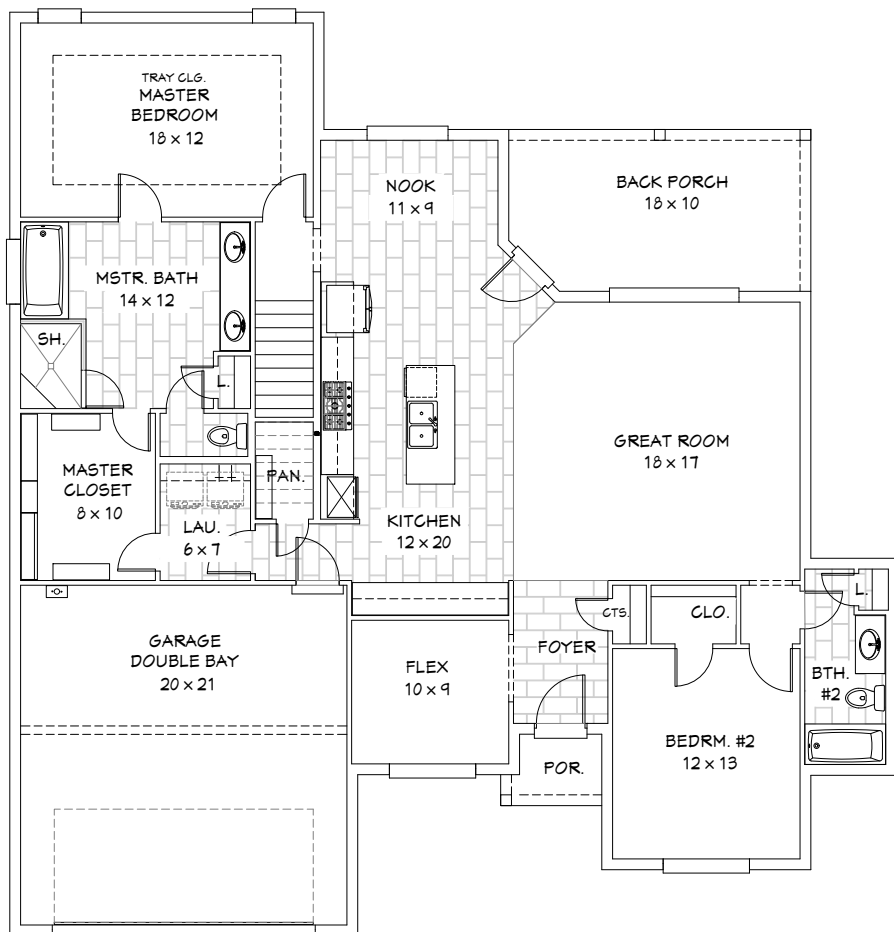 TRAY CLG.
MASTER
BEDROOM
18 x 12
NOOK
11 x 9
BACK PORCH
18 x 10
MSTR. BATH
14 x 12
SH.
L.
GREAT ROOM
18 x 17
MASTER
CLOSET
8 x 10
PAN.
LAU.
6 x 7
KITCHEN
12 x 20
L.
CTS.
CLO.
GARAGE
DOUBLE BAY
20 x 21
FLEX
10 x 9
FOYER
BTH.
#2
BEDRM. #2
12 x 13
POR.